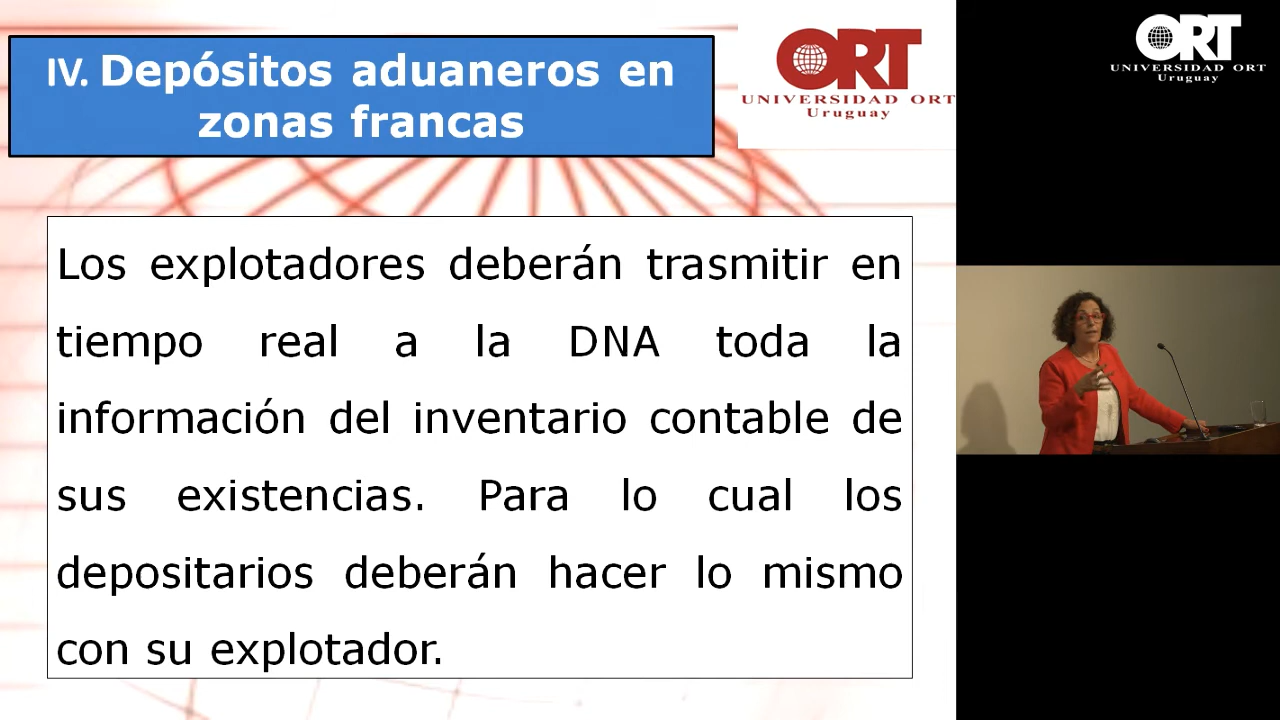 IV. Depósitos aduaneros en
zonas francas
ORT
UNIVERSIDAD ORT
Uruguay
ORT
UNIVERSIDAD ORT
Uruguay
Los explotadores deberán trasmitir en
tiempo real a la DNA toda la
información del inventario contable de
sus existencias. Para lo cual los
depositarios deberán hacer lo mismo
con su explotador.